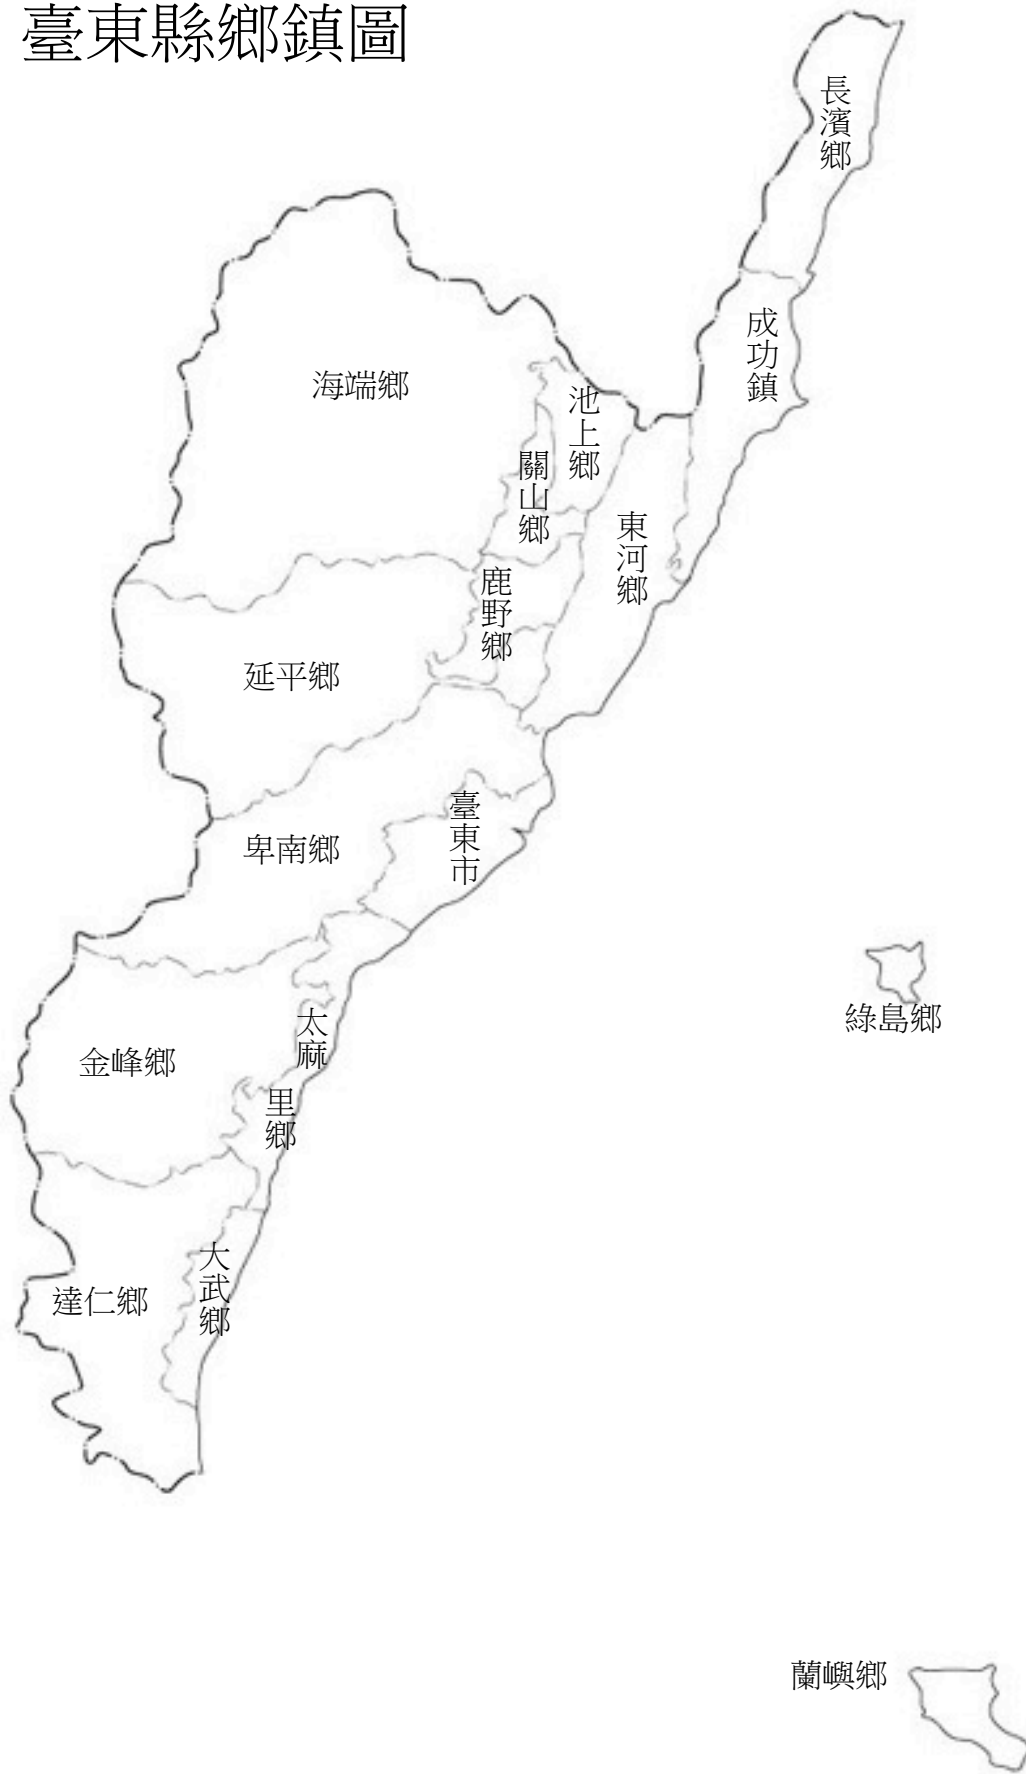 臺東縣鄉鎮圖
長濱鄉
成功鎮
海端鄉
池上鄉
關山鄉
東河鄉
鹿野鄉
延平鄉
臺東市
卑南鄉
綠島鄉
太麻
里鄉
金峰鄉
大武鄉
達仁鄉
蘭嶼鄉